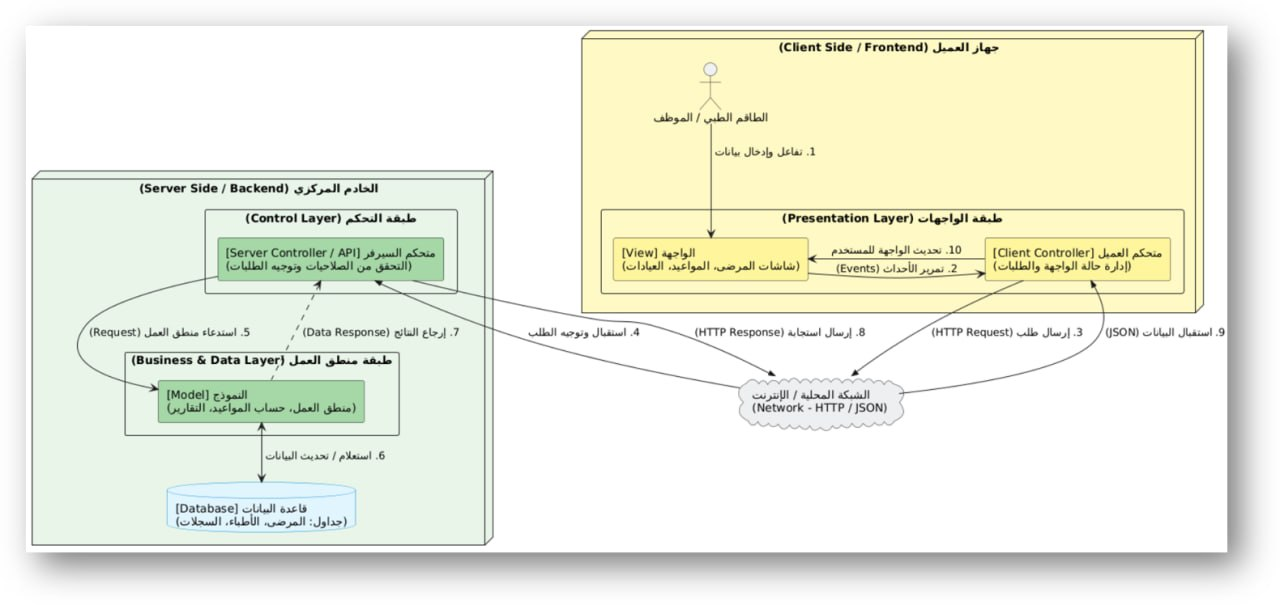 جهاز العميل (Client Side / Frontend)
الطاقم الطبي / الموظف
1. تفاعل وإدخال بيانات
طبقة الواجهات (Presentation Layer)
الواجهة [View]
(شاشات المرضى، المواعيد، العيادات)
10. تحديث الواجهة للمستخدم
2. تمرير الأحداث (Events)
متحكم العميل [Client Controller]
(إدارة حالة الواجهة والطلبات)
الخادم المركزي (Server Side / Backend)
طبقة التحكم (Control Layer)
متحكم السيرفر [Server Controller / API]
(التحقق من الصلاحيات وتوجيه الطلبات)
5. استدعاء منطق العمل (Request)
7. إرجاع النتائج (Data Response)
4. استقبال وتوجيه الطلب
8. إرسال استجابة (HTTP Response)
3. إرسال طلب (HTTP Request)
9. استقبال البيانات (JSON)
طبقة منطق العمل (Business & Data Layer)
النموذج [Model]
(منطق العمل، حساب المواعيد، التقارير)
الشبكة المحلية / الإنترنت
(Network - HTTP / JSON)
6. استعلام / تحديث البيانات
قاعدة البيانات [Database]
(جداول: المرضى، الأطباء، السجلات)